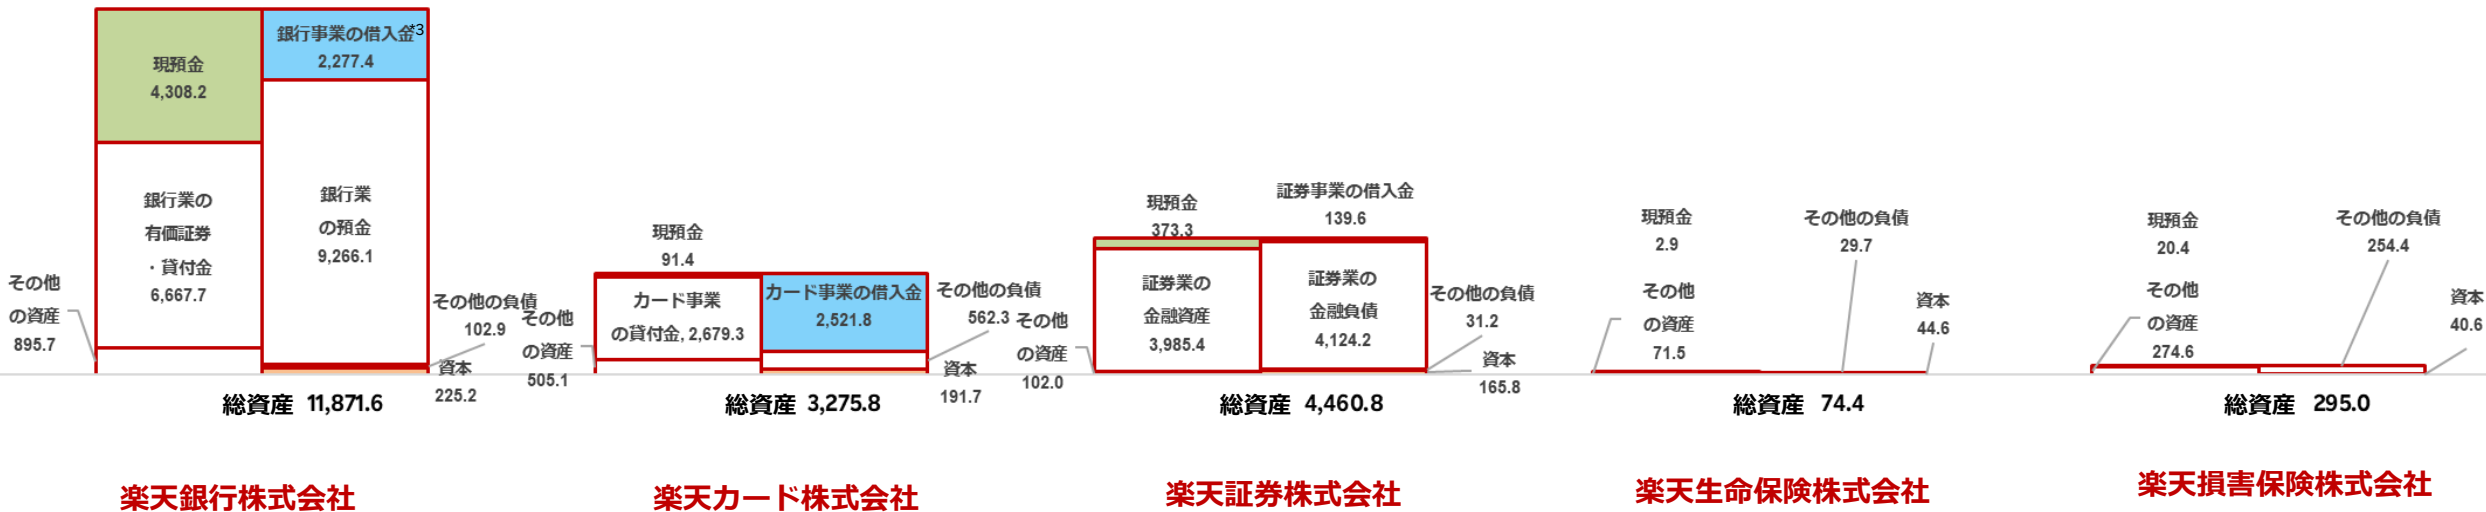 現預金
4,308.2
銀行事業の借入金*3
2,277.4
銀行業の
有価証券
・貸付金
6,667.7
銀行業
の預金
9,266.1
その他
の資産
895.7
その他の負債
102.9
資本
225.2
総資産 11,871.6
楽天銀行株式会社
現預金
91.4
カード事業
の貸付金, 2,679.3
カード事業の借入金
2,521.8
その他
の資産
505.1
その他の負債
562.3
資本
191.7
総資産 3,275.8
楽天カード株式会社
現預金
373.3
証券事業の借入金
139.6
証券業の
金融資産
3,985.4
証券業の
金融負債
4,124.2
その他
の資産
102.0
その他の負債
31.2
資本
165.8
総資産 4,460.8
楽天証券株式会社
現預金
2.9
その他の負債
29.7
その他
の資産
71.5
資本
44.6
総資産 74.4
楽天生命保険株式会社
現預金
20.4
その他の負債
254.4
その他
の資産
274.6
資本
40.6
総資産 295.0
楽天損害保険株式会社